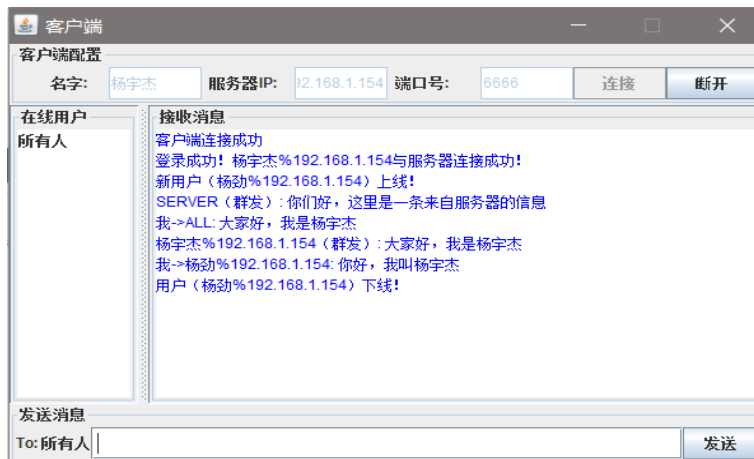 客户端
客户端配置
名字: 杨宇杰 服务器IP: 92.168.1.154 端口号: 6666 连接 断开
在线用户
所有人
接收消息
客户端连接成功
登录成功！杨宇杰%192.168.1.154与服务器连接成功！
新用户（杨劲%192.168.1.154）上线！
SERVER（群发）:你们好，这里是一条来自服务器的信息
我->ALL:大家好，我是杨宇杰
杨宇杰%192.168.1.154（群发）:大家好，我是杨宇杰
我->杨劲%192.168.1.154:你好，我叫杨宇杰
用户（杨劲%192.168.1.154）下线！
发送消息
To:所有人 发送